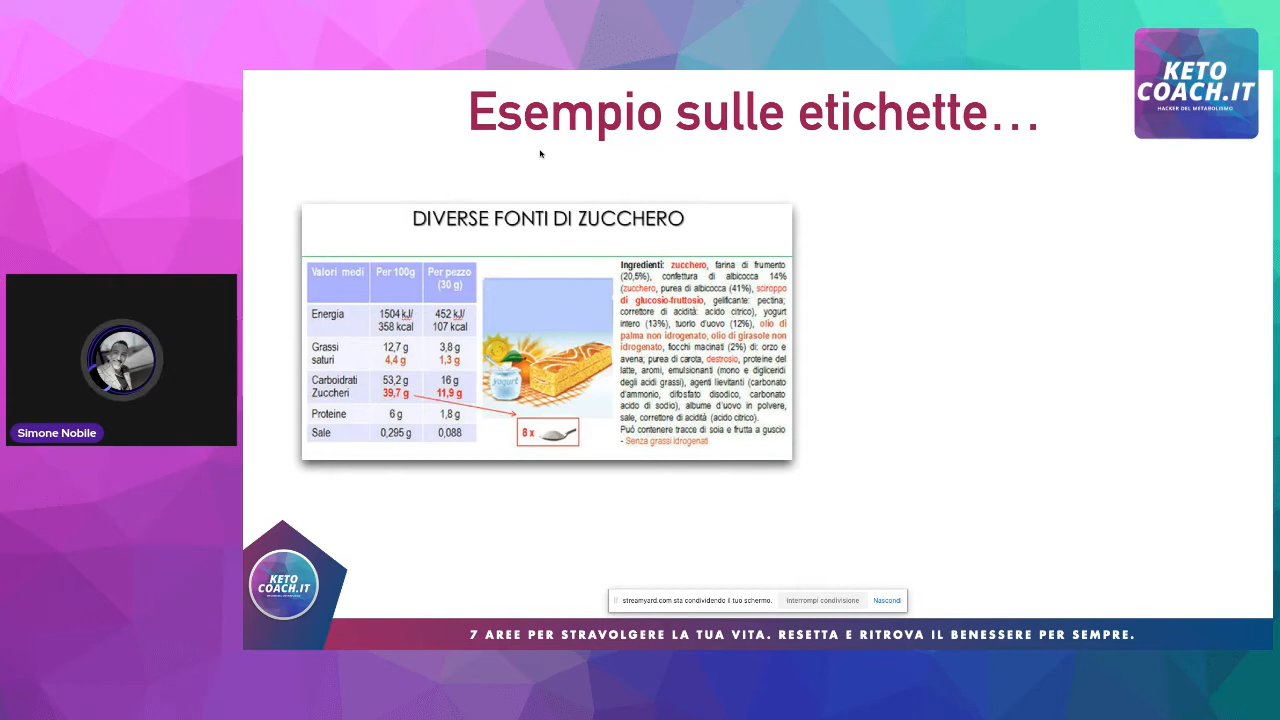 KETO
COACH.IT
HACKER DEL METABOLISMO
Esempio sulle etichette...
DIVERSE FONTI DI ZUCCHERO
Valori medi Per 100g Per pezzo (30 g)
Energia 1504 kJ/ 358 kcal 452 kJ/ 107 kcal
Grassi 12,7 g 3,8 g
saturi 4,4 g 1,3 g
Carboidrati 53,2 g 16 g
Zuccheri 39,7 g 11,9 g
Proteine 6 g 1,8 g
Sale 0,295 g 0,088
yogurt
8 x
Ingredienti: zucchero, farina di frumento
(20,5%), confettura di albicocca 14%
(zucchero, purea di albicocca (41%), sciroppo
di glucosio-fruttosio, gelificante: pectina;
correttore di acidità: acido citrico), yogurt
intero (13%), tuorlo d'uovo (12%), olio di
palma non idrogenato, olio di girasole non
idrogenato, fiocchi macinati (2%) di: orzo e
avena; purea di carota, destrosio, proteine del
latte, aromi, emulsionanti (mono e digliceridi
degli acidi grassi), agenti lievitanti (carbonato
d'ammonio, difosfato disodico, carbonato
acido di sodio), albume d'uovo in polvere,
sale, correttore di acidità (acido citrico).
Può contenere tracce di soia e frutta a guscio
- Senza grassi idrogenati
Simone Nobile
KETO
COACH.IT
streamyard.com sta condividendo il tuo schermo. Interrompi condivisione Nascondi
7 AREE PER STRAVOLGERE LA TUA VITA. RESETTA E RITROVA IL BENESSERE PER SEMPRE.